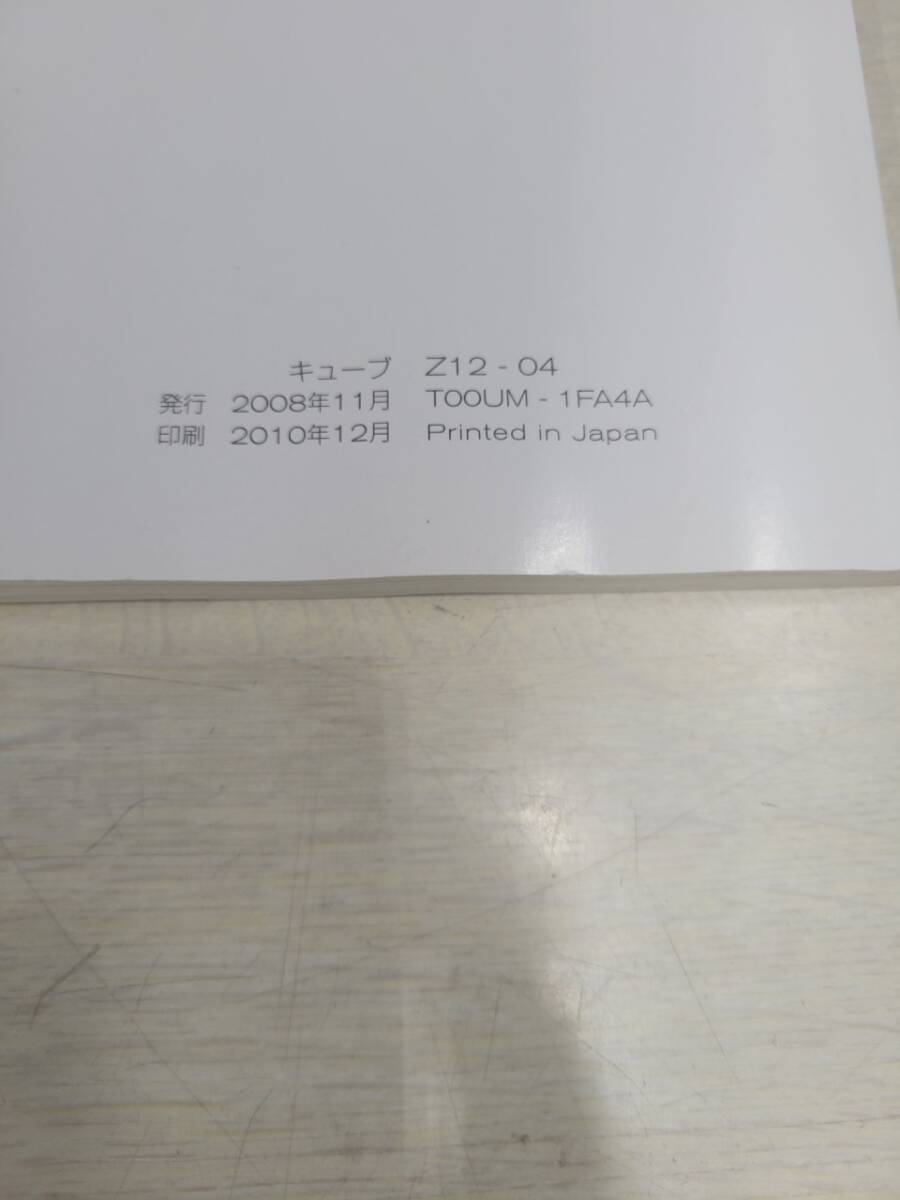 キューブ Z12 - 04
発行 2008年11月 T00UM - 1FA4A
印刷 2010年12月 Printed in Japan